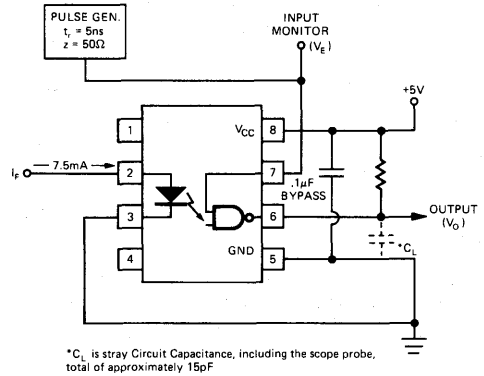 PULSE GEN.
t_r = 5ns
z = 50Ω
INPUT
MONITOR
(V_E)
+5V
1
V_CC
8
i_F
7.5mA
2
7
.1μF
BYPASS
3
6
OUTPUT
(V_O)
4
GND
5
*C_L
*C_L is stray Circuit Capacitance, including the scope probe,
total of approximately 15pF